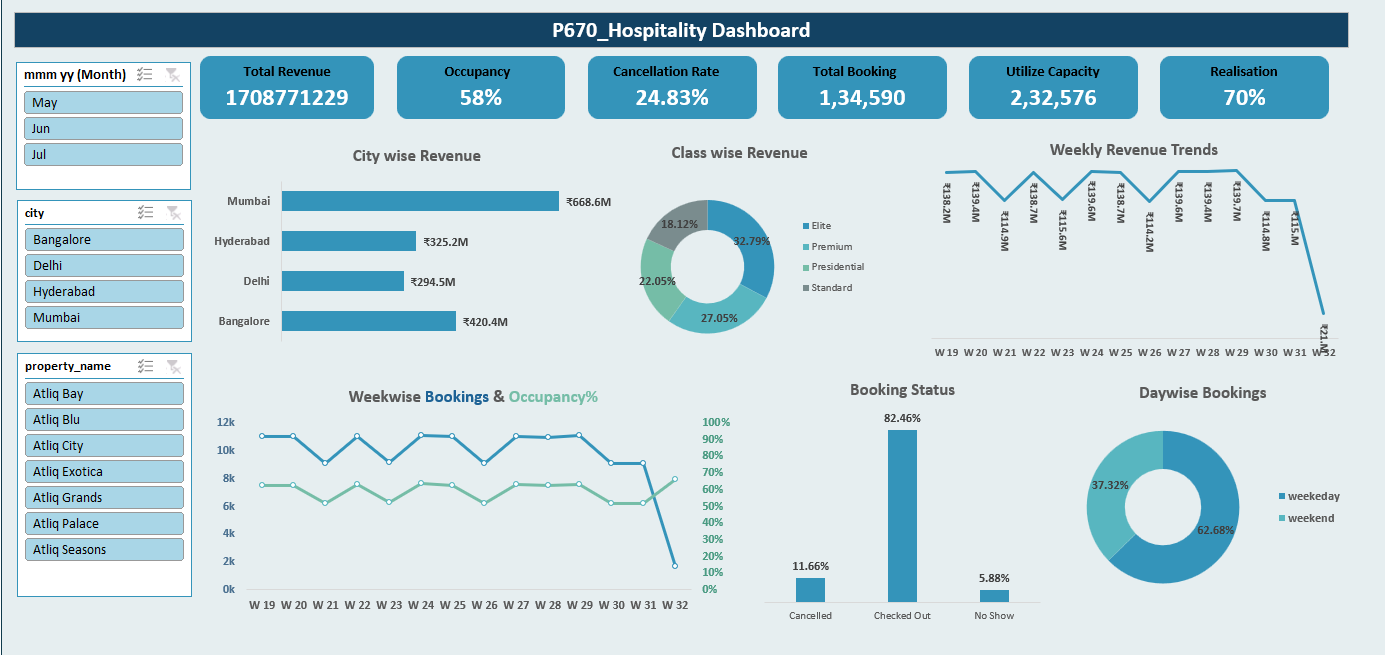 P670_Hospitality Dashboard
mmm yy (Month)
May
Jun
Jul
city
Bangalore
Delhi
Hyderabad
Mumbai
property_name
Atliq Bay
Atliq Blu
Atliq City
Atliq Exotica
Atliq Grands
Atliq Palace
Atliq Seasons
Total Revenue
1708771229
Occupancy
58%
Cancellation Rate
24.83%
Total Booking
1,34,590
Utilize Capacity
2,32,576
Realisation
70%
City wise Revenue
Mumbai ₹668.6M
Hyderabad ₹325.2M
Delhi ₹294.5M
Bangalore ₹420.4M
Class wise Revenue
18.12%
32.79%
22.05%
27.05%
Elite
Premium
Presidential
Standard
Weekly Revenue Trends
₹138.2M ₹139.4M ₹114.9M ₹138.7M ₹115.6M ₹139.6M ₹138.7M ₹114.2M ₹139.6M ₹139.4M ₹139.7M ₹114.8M ₹115.M ₹21.M
W 19 W 20 W 21 W 22 W 23 W 24 W 25 W 26 W 27 W 28 W 29 W 30 W 31 W 32
Weekwise Bookings & Occupancy%
12k
10k
8k
6k
4k
2k
0k
100%
90%
80%
70%
60%
50%
40%
30%
20%
10%
0%
W 19 W 20 W 21 W 22 W 23 W 24 W 25 W 26 W 27 W 28 W 29 W 30 W 31 W 32
Booking Status
82.46%
11.66%
5.88%
Cancelled Checked Out No Show
Daywise Bookings
37.32%
62.68%
weekeday
weekend